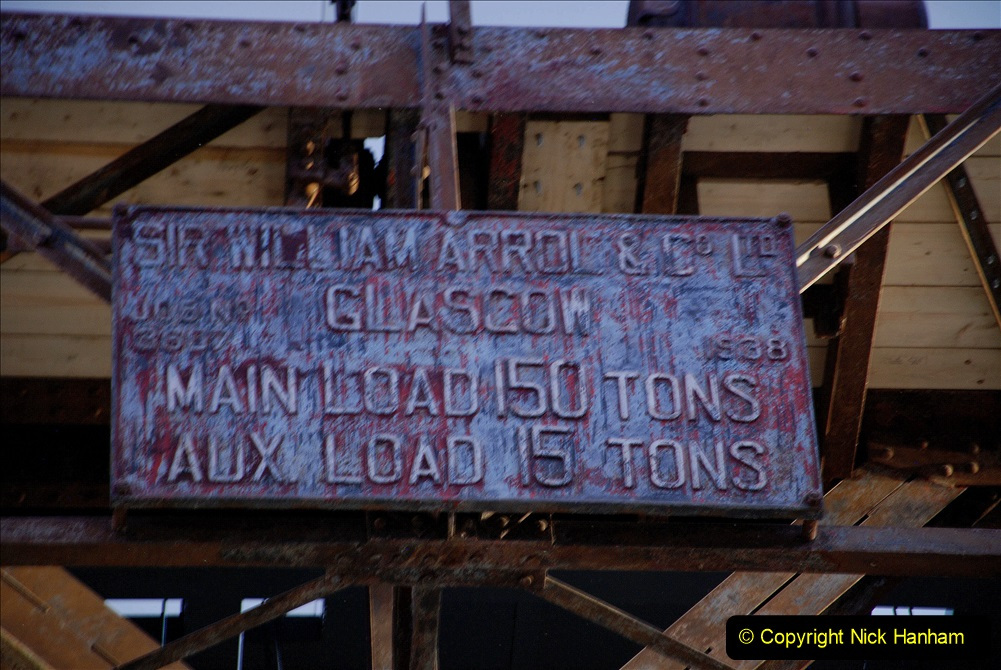 SIR WILLIAM ARROL & Co LTD
GLASGOW
JOB No
1938
MAIN LOAD 150 TONS
AUX. LOAD 15 TONS
© Copyright Nick Hanham